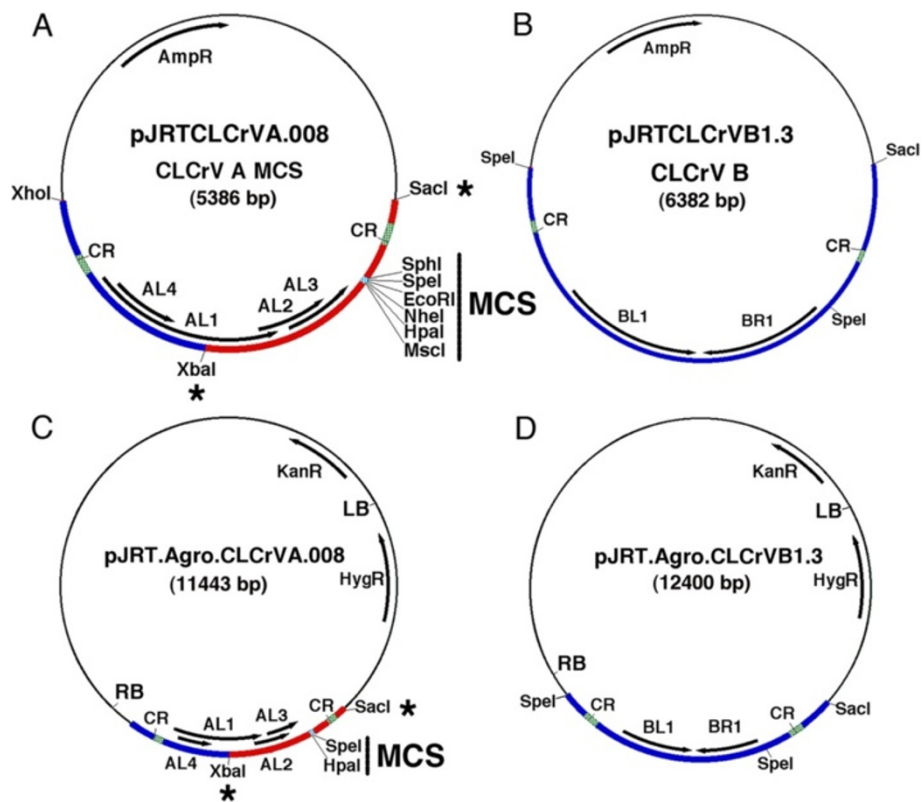 A
AmpR
pJRTCLCrVA.008
CLCrV A MCS
(5386 bp)
XhoI
SacI *
CR
CR
AL4
AL1
AL2
AL3
SphI
SpeI
EcoRI
NheI
HpaI
MscI
MCS
XbaI
*
B
AmpR
pJRTCLCrVB1.3
CLCrV B
(6382 bp)
SpeI
SacI
CR
CR
BL1
BR1
SpeI
C
KanR
LB
pJRT.Agro.CLCrVA.008
(11443 bp)
HygR
RB
CR
AL1
AL3
CR
SacI *
AL4
XbaI
AL2
SpeI
HpaI
MCS
*
D
KanR
LB
pJRT.Agro.CLCrVB1.3
(12400 bp)
HygR
RB
SpeI
CR
CR
SacI
BL1
BR1
SpeI